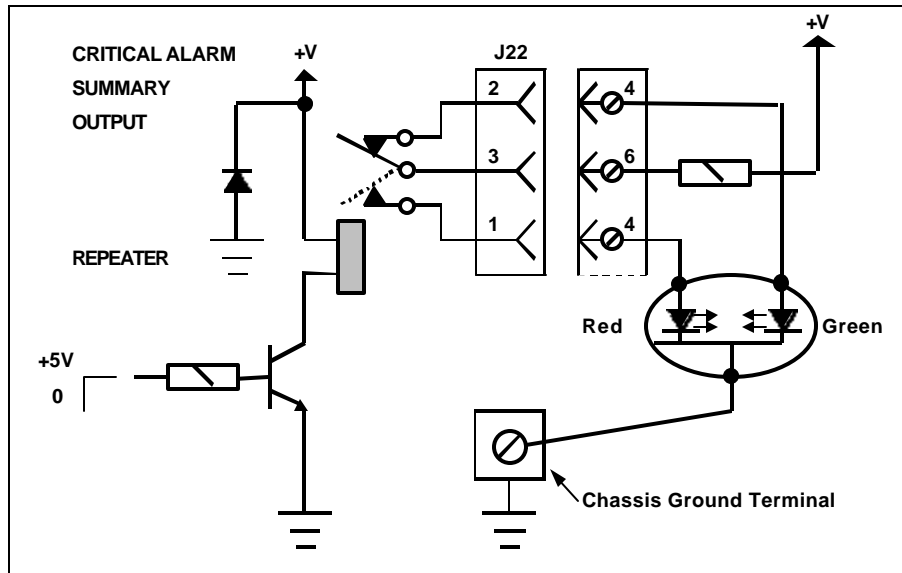 CRITICAL ALARM
SUMMARY
OUTPUT
+V
J22
+V
2
4
3
6
1
4
REPEATER
Red
Green
+5V
0
Chassis Ground Terminal